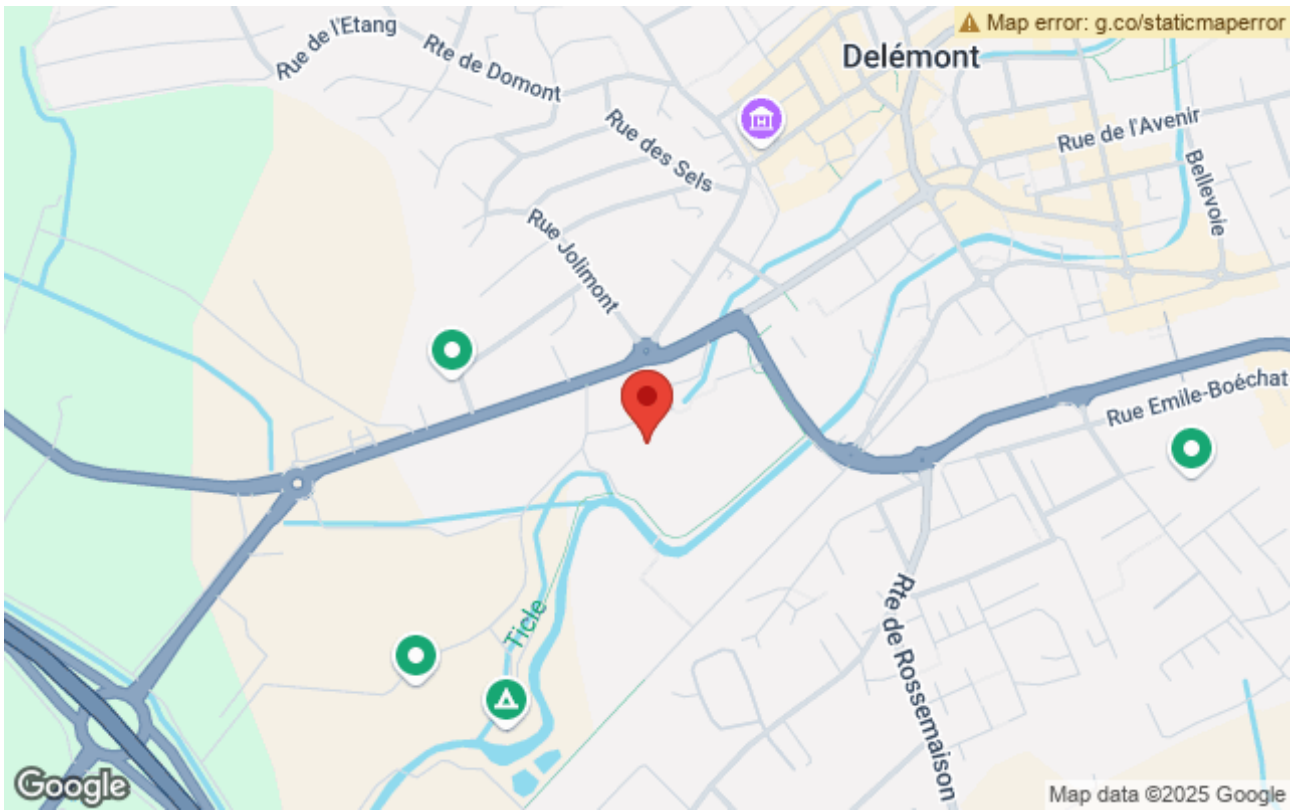 Map error: g.co/staticmaperror
Delémont
Rue de l'Etang
Rte de Domont
Rue des Sels
Rue de l'Avenir
Bellevoie
Rue Jolimont
Rue Emile-Boéchat
Ticle
Rte de Rossemaison
H
Google
Map data ©2025 Google